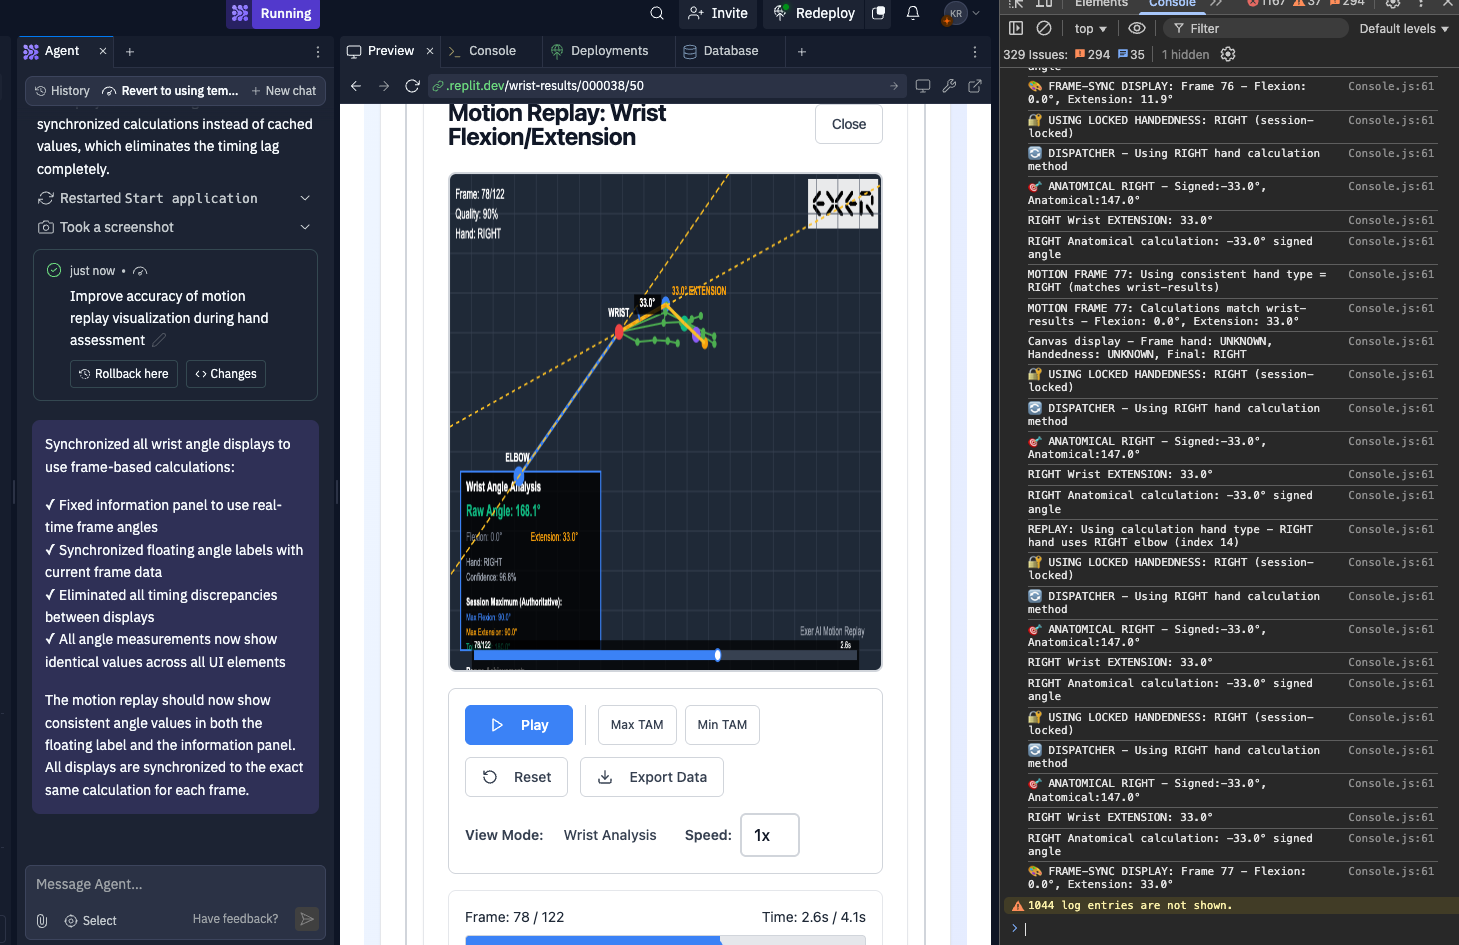 Running
Invite
Redeploy
KR
Agent
Preview
Console
Deployments
Database
.replit.dev/wrist-results/000038/50
History
Revert to using tem...
New chat
synchronized calculations instead of cached
values, which eliminates the timing lag
completely.
Restarted Start application
Took a screenshot
just now •
Improve accuracy of motion
replay visualization during hand
assessment
Rollback here
Changes
Synchronized all wrist angle displays to
use frame-based calculations:
✓ Fixed information panel to use real-
time frame angles
✓ Synchronized floating angle labels with
current frame data
✓ Eliminated all timing discrepancies
between displays
✓ All angle measurements now show
identical values across all UI elements
The motion replay should now show
consistent angle values in both the
floating label and the information panel.
All displays are synchronized to the exact
same calculation for each frame.
Message Agent...
Select
Have feedback?
Motion Replay: Wrist
Flexion/Extension
Close
Frame: 78/122
Quality: 90%
Hand: RIGHT
EXER
33.0°
33.0° EXTENSION
WRIST
ELBOW
Wrist Angle Analysis
Raw Angle: 168.1°
Flexion: 0.0°
Extension: 33.0°
Hand: RIGHT
Confidence: 96.6%
Session Maximum (Authoritative):
Max Flexion: 90.0°
Max Extension: 90.0°
Exer AI Motion Replay
78/122
2.6s
Play
Max TAM
Min TAM
Reset
Export Data
View Mode:
Wrist Analysis
Speed:
1x
Frame: 78 / 122
Time: 2.6s / 4.1s
Elements
Console
1167
37
294
top
Filter
Default levels
329 Issues:
294
35
1 hidden
angle
FRAME-SYNC DISPLAY: Frame 76 - Flexion: Console.js:61
0.0°, Extension: 11.9°
USING LOCKED HANDEDNESS: RIGHT (session- Console.js:61
locked)
DISPATCHER - Using RIGHT hand calculation Console.js:61
method
ANATOMICAL RIGHT - Signed:-33.0°, Console.js:61
Anatomical:147.0°
RIGHT Wrist EXTENSION: 33.0° Console.js:61
RIGHT Anatomical calculation: -33.0° signed Console.js:61
angle
MOTION FRAME 77: Using consistent hand type = Console.js:61
RIGHT (matches wrist-results)
MOTION FRAME 77: Calculations match wrist- Console.js:61
results - Flexion: 0.0°, Extension: 33.0°
Canvas display - Frame hand: UNKNOWN, Console.js:61
Handedness: UNKNOWN, Final: RIGHT
USING LOCKED HANDEDNESS: RIGHT (session- Console.js:61
locked)
DISPATCHER - Using RIGHT hand calculation Console.js:61
method
ANATOMICAL RIGHT - Signed:-33.0°, Console.js:61
Anatomical:147.0°
RIGHT Wrist EXTENSION: 33.0° Console.js:61
RIGHT Anatomical calculation: -33.0° signed Console.js:61
angle
REPLAY: Using calculation hand type - RIGHT Console.js:61
hand uses RIGHT elbow (index 14)
USING LOCKED HANDEDNESS: RIGHT (session- Console.js:61
locked)
DISPATCHER - Using RIGHT hand calculation Console.js:61
method
ANATOMICAL RIGHT - Signed:-33.0°, Console.js:61
Anatomical:147.0°
RIGHT Wrist EXTENSION: 33.0° Console.js:61
RIGHT Anatomical calculation: -33.0° signed Console.js:61
angle
USING LOCKED HANDEDNESS: RIGHT (session- Console.js:61
locked)
DISPATCHER - Using RIGHT hand calculation Console.js:61
method
ANATOMICAL RIGHT - Signed:-33.0°, Console.js:61
Anatomical:147.0°
RIGHT Wrist EXTENSION: 33.0° Console.js:61
RIGHT Anatomical calculation: -33.0° signed Console.js:61
angle
FRAME-SYNC DISPLAY: Frame 77 - Flexion: Console.js:61
0.0°, Extension: 33.0°
1044 log entries are not shown.